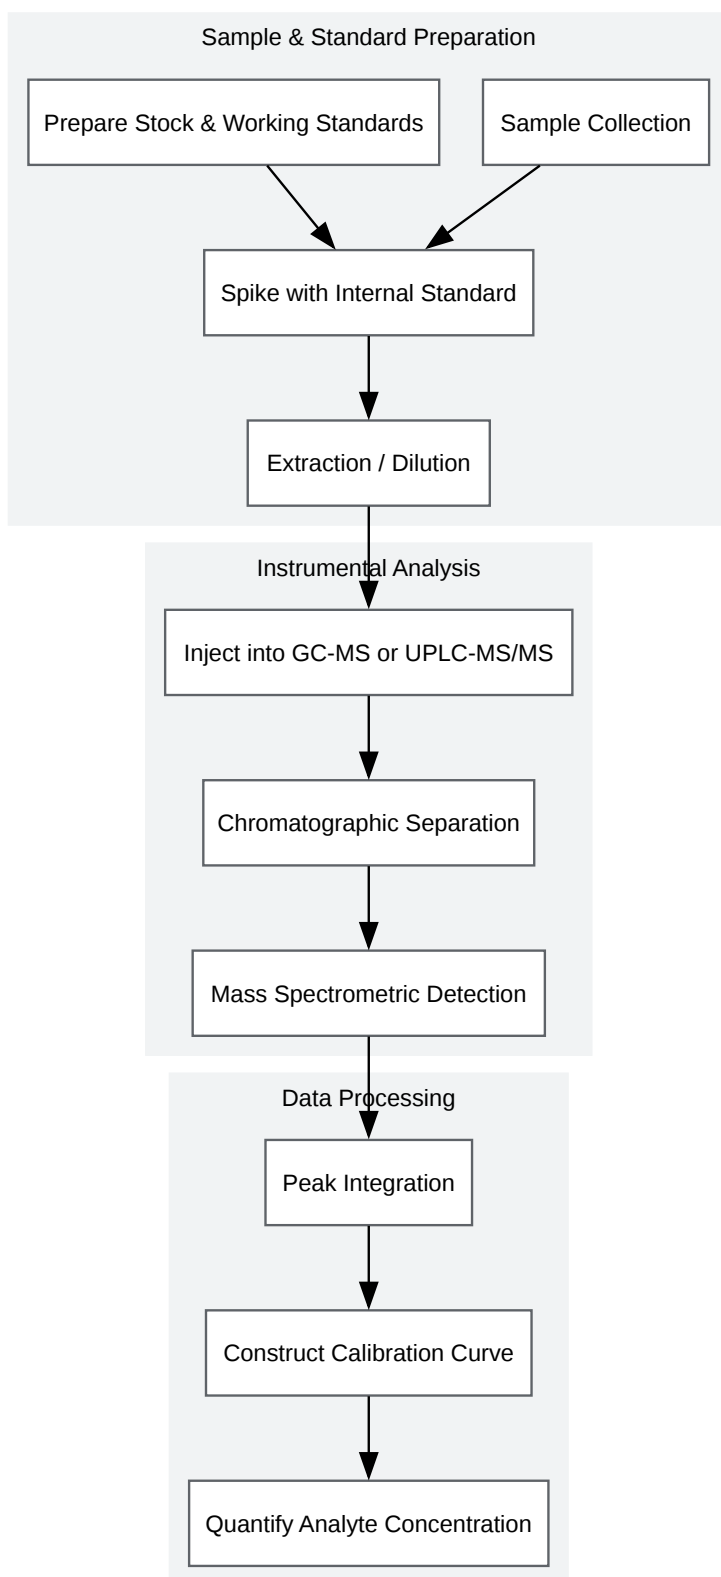 Sample & Standard Preparation
Prepare Stock & Working Standards
Sample Collection
Spike with Internal Standard
Extraction / Dilution
Instrumental Analysis
Inject into GC-MS or UPLC-MS/MS
Chromatographic Separation
Mass Spectrometric Detection
Data Processing
Peak Integration
Construct Calibration Curve
Quantify Analyte Concentration